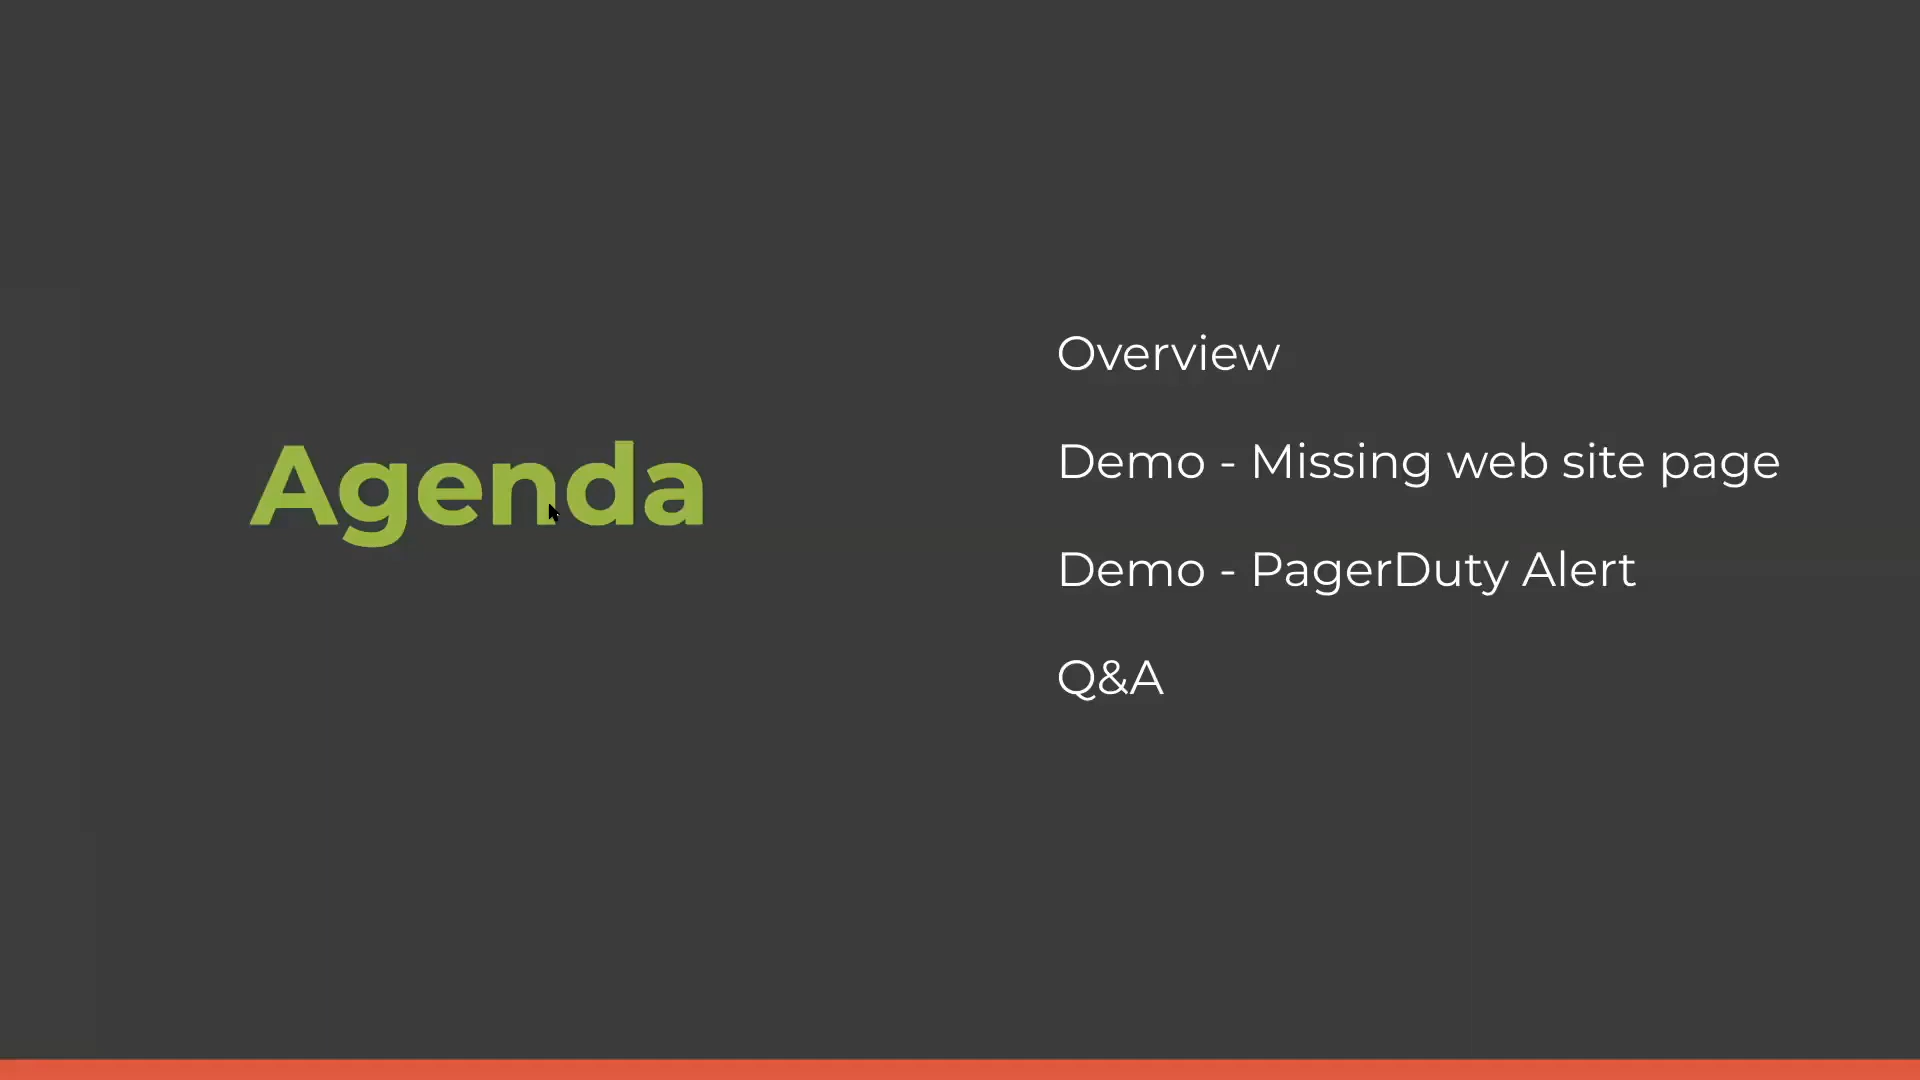 Agenda
Overview
Demo - Missing web site page
Demo - PagerDuty Alert
Q&A